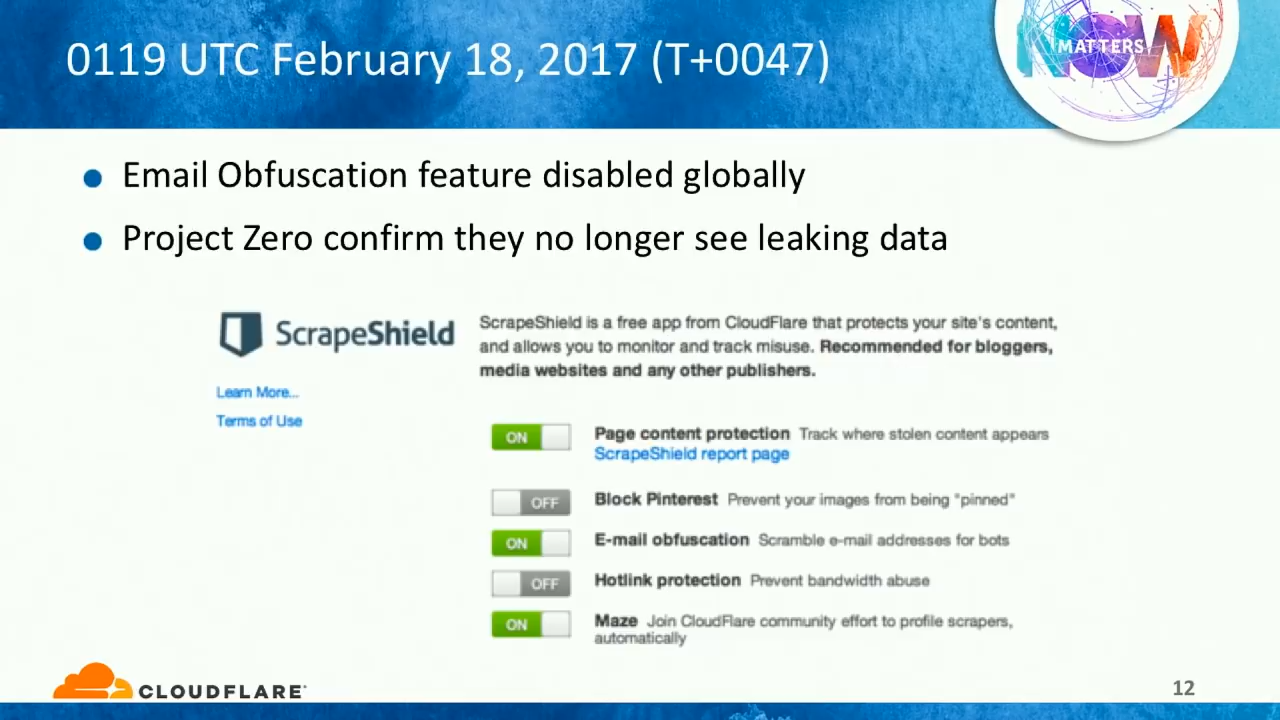 0119 UTC February 18, 2017 (T+0047)
NOW
MATTERS
Email Obfuscation feature disabled globally
Project Zero confirm they no longer see leaking data
ScrapeShield
Learn More...
Terms of Use
ScrapeShield is a free app from CloudFlare that protects your site's content,
and allows you to monitor and track misuse. Recommended for bloggers,
media websites and any other publishers.
ON Page content protection Track where stolen content appears
ScrapeShield report page
OFF Block Pinterest Prevent your images from being "pinned"
ON E-mail obfuscation Scramble e-mail addresses for bots
OFF Hotlink protection Prevent bandwidth abuse
ON Maze Join CloudFlare community effort to profile scrapers,
automatically
CLOUDFLARE
12